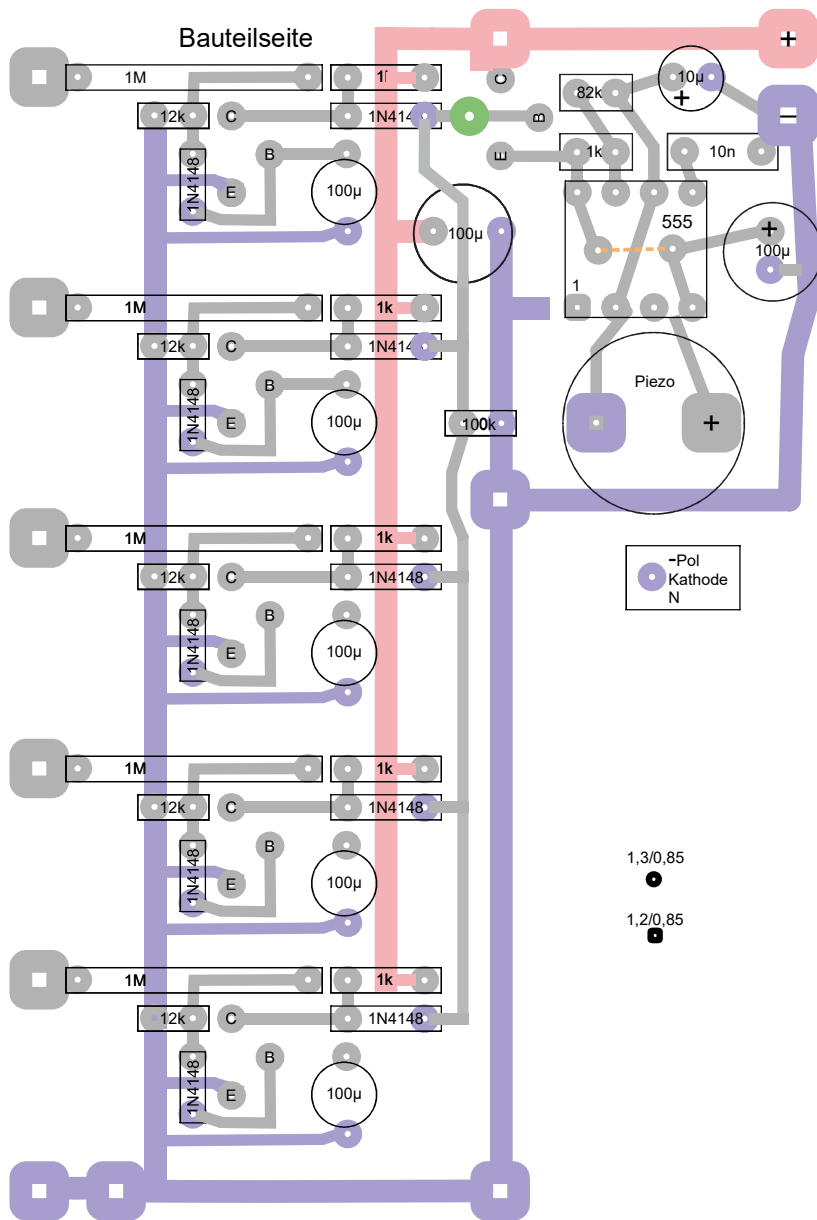 Bauteilseite
+
1M
1k
C
10µ
+
82k
12k
C
1N4148
B
−
1N4148
B
E
1k
10n
E
100µ
100µ
555
+
100µ
1
1M
1k
12k
C
1N4148
1N4148
B
Piezo
E
100µ
100k
+
1M
1k
-Pol
Kathode
N
12k
C
1N4148
1N4148
B
E
100µ
1M
1k
12k
C
1N4148
1N4148
B
1,3/0,85
E
100µ
1,2/0,85
1M
1k
12k
C
1N4148
1N4148
B
E
100µ